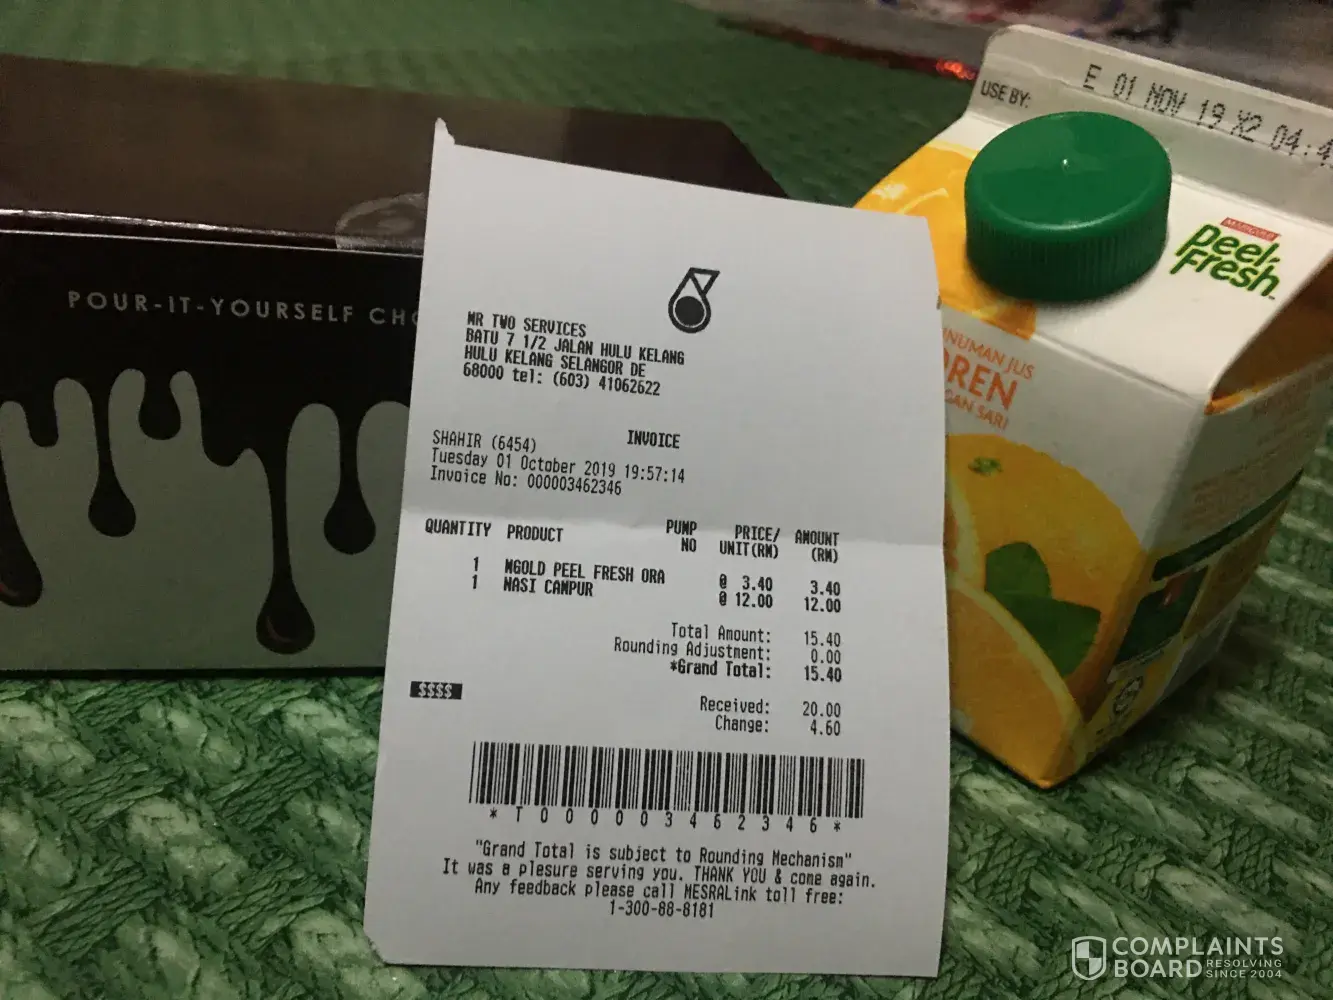 POUR-IT-YOURSELF
USE BY:
E 01 NOV 19 X2 04:4
MARIGOLD
Peel
Fresh
JUS
OREN
SARI
MR TWO SERVICES
BATU 7 1/2 JALAN HULU KELANG
HULU KELANG SELANGOR DE
68000 tel: (603) 41062622
SHAHIR (6454) INVOICE
Tuesday 01 October 2019 19:57:14
Invoice No: 000003462346
QUANTITY PRODUCT PUMP NO PRICE/ UNIT(RM) AMOUNT (RM)
1 MGOLD PEEL FRESH ORA @ 3.40 3.40
1 NASI CAMPUR @ 12.00 12.00
Total Amount: 15.40
Rounding Adjustment: 0.00
*Grand Total: 15.40
$$$$
Received: 20.00
Change: 4.60
*T000003462346*
"Grand Total is subject to Rounding Mechanism"
It was a plesure serving you. THANK YOU & come again.
Any feedback please call MESRALink toll free:
1-300-88-8181
COMPLAINTS
BOARD RESOLVING
SINCE 2004